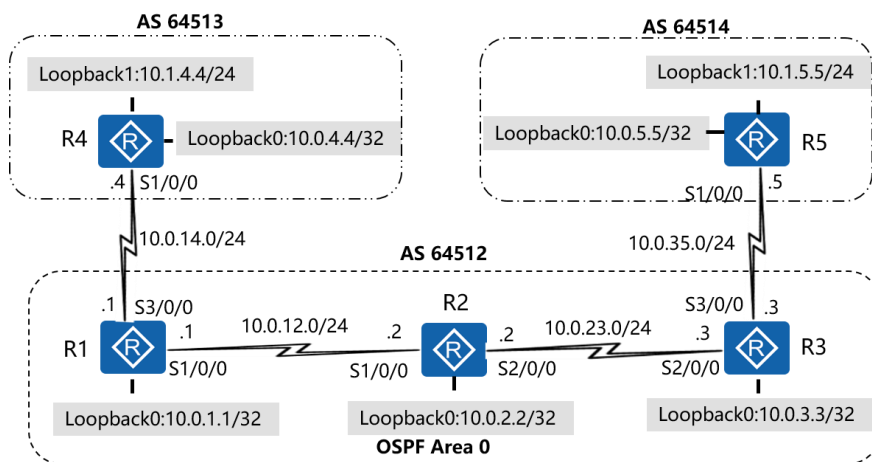 AS 64513
AS 64514
Loopback1:10.1.4.4/24
Loopback1:10.1.5.5/24
R4
R
Loopback0:10.0.4.4/32
Loopback0:10.0.5.5/32
R
R5
.4
S1/0/0
S1/0/0
.5
10.0.14.0/24
10.0.35.0/24
AS 64512
.1
S3/0/0
S3/0/0
.3
R1
R
.1
S1/0/0
10.0.12.0/24
.2
S1/0/0
R2
R
.2
S2/0/0
10.0.23.0/24
.3
S2/0/0
R
R3
Loopback0:10.0.1.1/32
Loopback0:10.0.2.2/32
Loopback0:10.0.3.3/32
OSPF Area 0